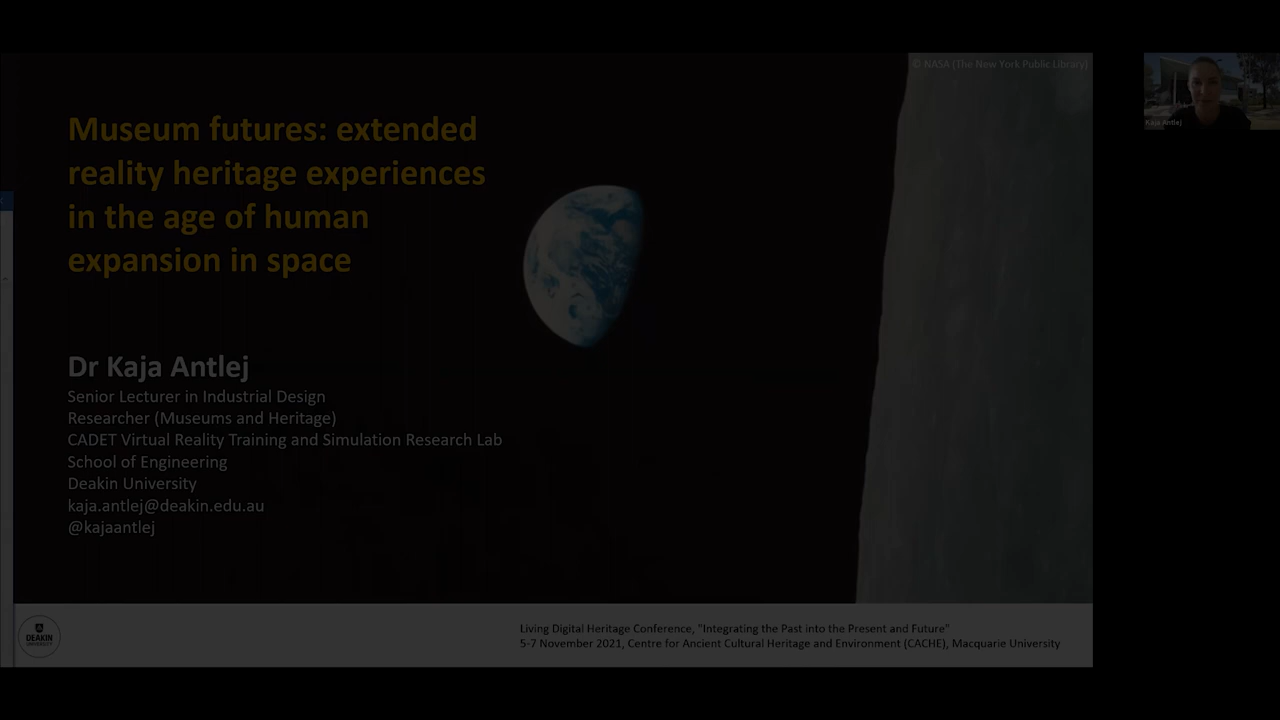 © NASA (The New York Public Library)
Kaja Antlej
Museum futures: extended
reality heritage experiences
in the age of human
expansion in space
Dr Kaja Antlej
Senior Lecturer in Industrial Design
Researcher (Museums and Heritage)
CADET Virtual Reality Training and Simulation Research Lab
School of Engineering
Deakin University
kaja.antlej@deakin.edu.au
@kajaantlej
DEAKIN
UNIVERSITY
Living Digital Heritage Conference, "Integrating the Past into the Present and Future"
5-7 November 2021, Centre for Ancient Cultural Heritage and Environment (CACHE), Macquarie University